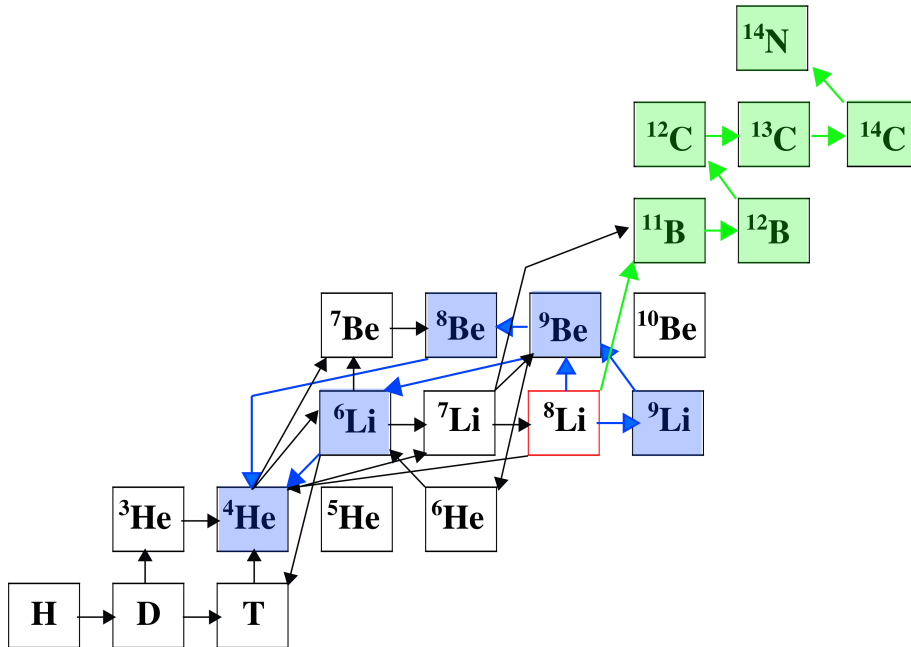 ¹⁴N
¹²C ¹³C ¹⁴C
¹¹B ¹²B
⁷Be ⁸Be ⁹Be ¹⁰Be
⁶Li ⁷Li ⁸Li ⁹Li
³He ⁴He ⁵He ⁶He
H D T